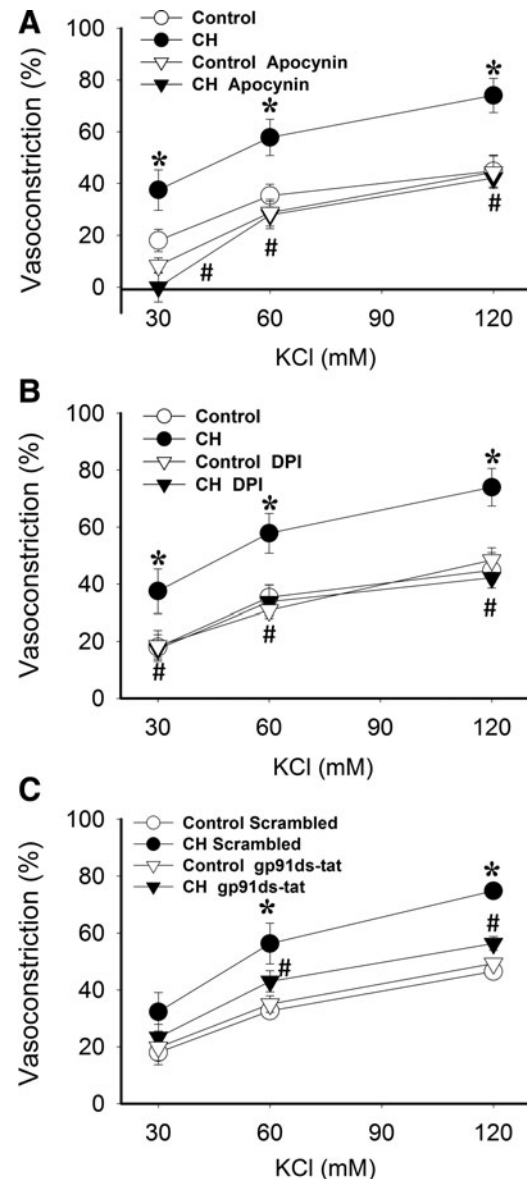 A
Control
CH
Control Apocynin
CH Apocynin
Vasoconstriction (%)
100
80
60
40
20
0
*
*
*
#
#
#
30
60
90
120
KCl (mM)
B
Control
CH
Control DPI
CH DPI
Vasoconstriction (%)
100
80
60
40
20
0
*
*
*
#
#
#
30
60
90
120
KCl (mM)
C
Control Scrambled
CH Scrambled
Control gp91ds-tat
CH gp91ds-tat
Vasoconstriction (%)
100
80
60
40
20
0
*
*
#
#
30
60
90
120
KCl (mM)